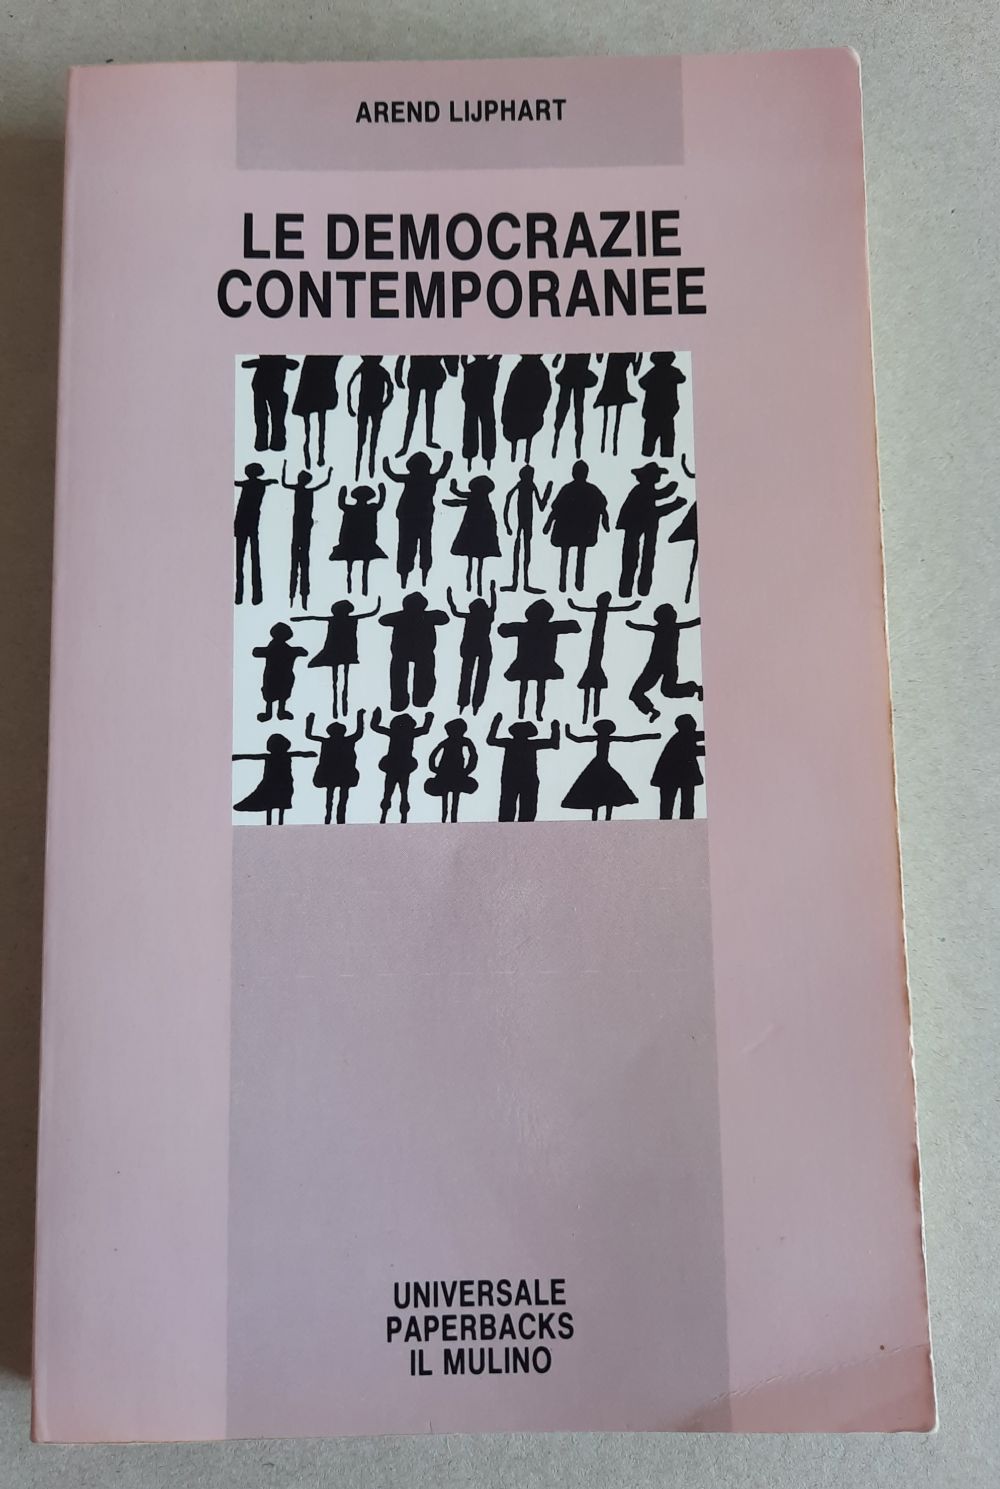 AREND LIJPHART
LE DEMOCRAZIE
CONTEMPORANEE
UNIVERSALE
PAPERBACKS
IL MULINO